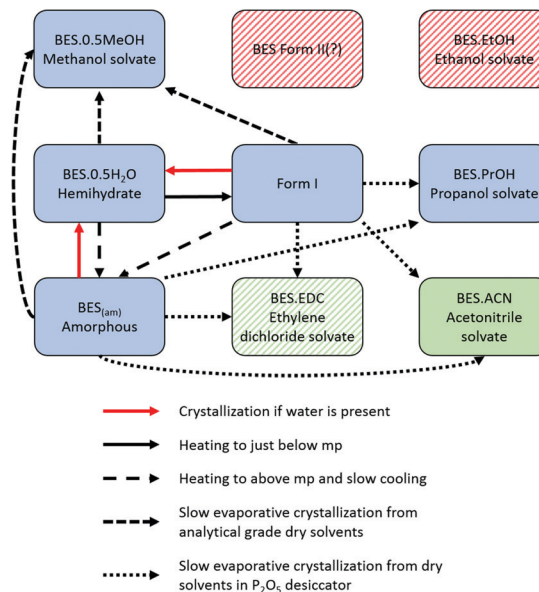 BES.0.5MeOH
Methanol solvate
BES Form II(?)
BES.EtOH
Ethanol solvate
BES.0.5H₂O
Hemihydrate
Form I
BES.PrOH
Propanol solvate
BES₍ₐₘ₎
Amorphous
BES.EDC
Ethylene
dichloride solvate
BES.ACN
Acetonitrile
solvate
Crystallization if water is present
Heating to just below mp
Heating to above mp and slow cooling
Slow evaporative crystallization from
analytical grade dry solvents
Slow evaporative crystallization from dry
solvents in P₂O₅ desiccator